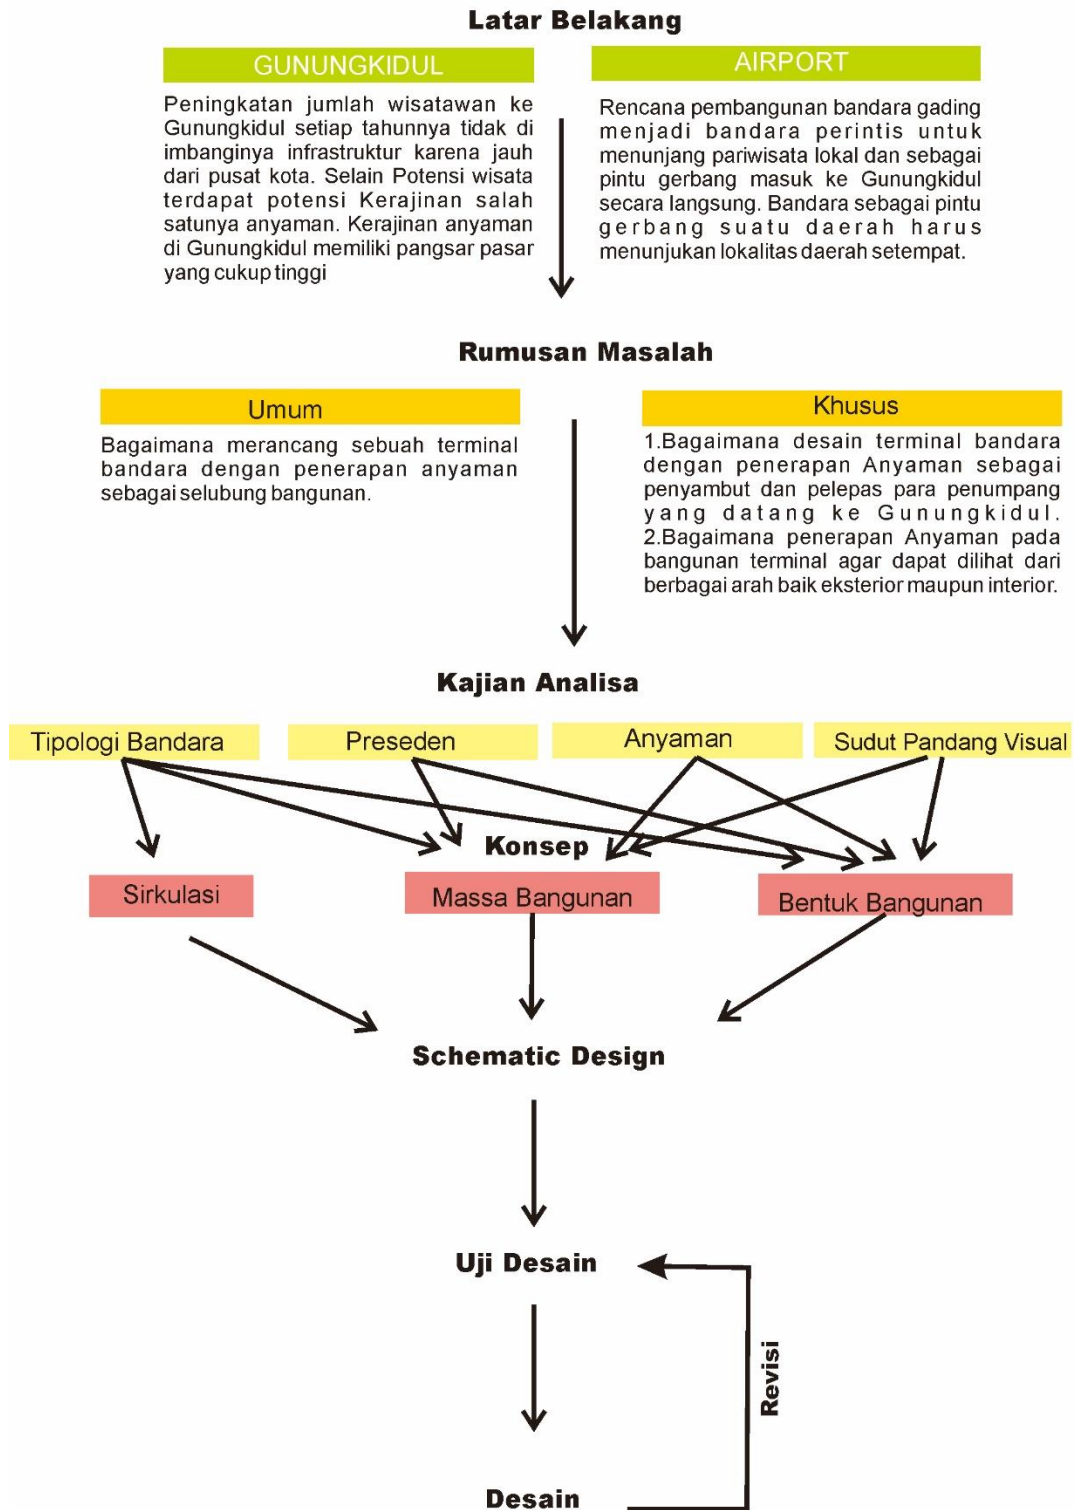 Latar Belakang
GUNUNGKIDUL
Peningkatan jumlah wisatawan ke
Gunungkidul setiap tahunnya tidak di
imbanginya infrastruktur karena jauh
dari pusat kota. Selain Potensi wisata
terdapat potensi Kerajinan salah
satunya anyaman. Kerajinan anyaman
di Gunungkidul memiliki pangsar pasar
yang cukup tinggi
AIRPORT
Rencana pembangunan bandara gading
menjadi bandara perintis untuk
menunjang pariwisata lokal dan sebagai
pintu gerbang masuk ke Gunungkidul
secara langsung. Bandara sebagai pintu
gerbang suatu daerah harus
menunjukan lokalitas daerah setempat.
Rumusan Masalah
Umum
Bagaimana merancang sebuah terminal
bandara dengan penerapan anyaman
sebagai selubung bangunan.
Khusus
1.Bagaimana desain terminal bandara
dengan penerapan Anyaman sebagai
penyambut dan pelepas para penumpang
yang datang ke Gunungkidul.
2.Bagaimana penerapan Anyaman pada
bangunan terminal agar dapat dilihat dari
berbagai arah baik eksterior maupun interior.
Kajian Analisa
Tipologi Bandara
Preseden
Anyaman
Sudut Pandang Visual
Konsep
Sirkulasi
Massa Bangunan
Bentuk Bangunan
Schematic Design
Uji Desain
Revisi
Desain